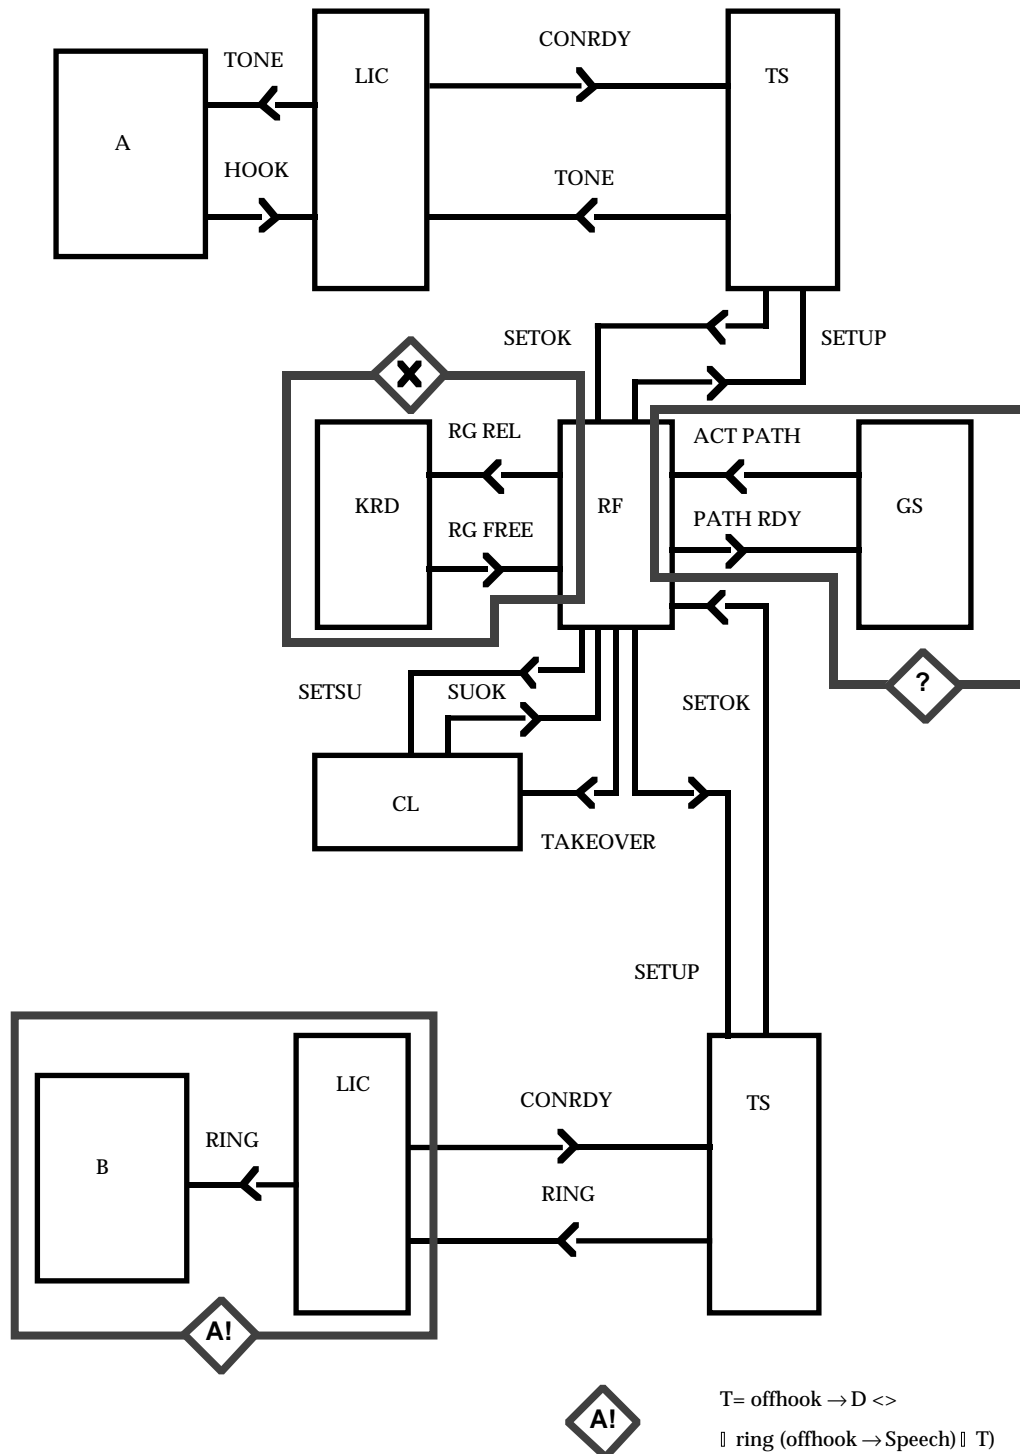 TONE
LIC
CONRDY
TS
A
HOOK
TONE
SETOK
SETUP
X
RG REL
ACT PATH
KRD
RF
GS
RG FREE
PATH RDY
SETSU
SUOK
SETOK
?
CL
TAKEOVER
SETUP
LIC
CONRDY
TS
RING
B
RING
A!
A!
T= offhook → D <>
▯ ring (offhook → Speech) ▯ T)